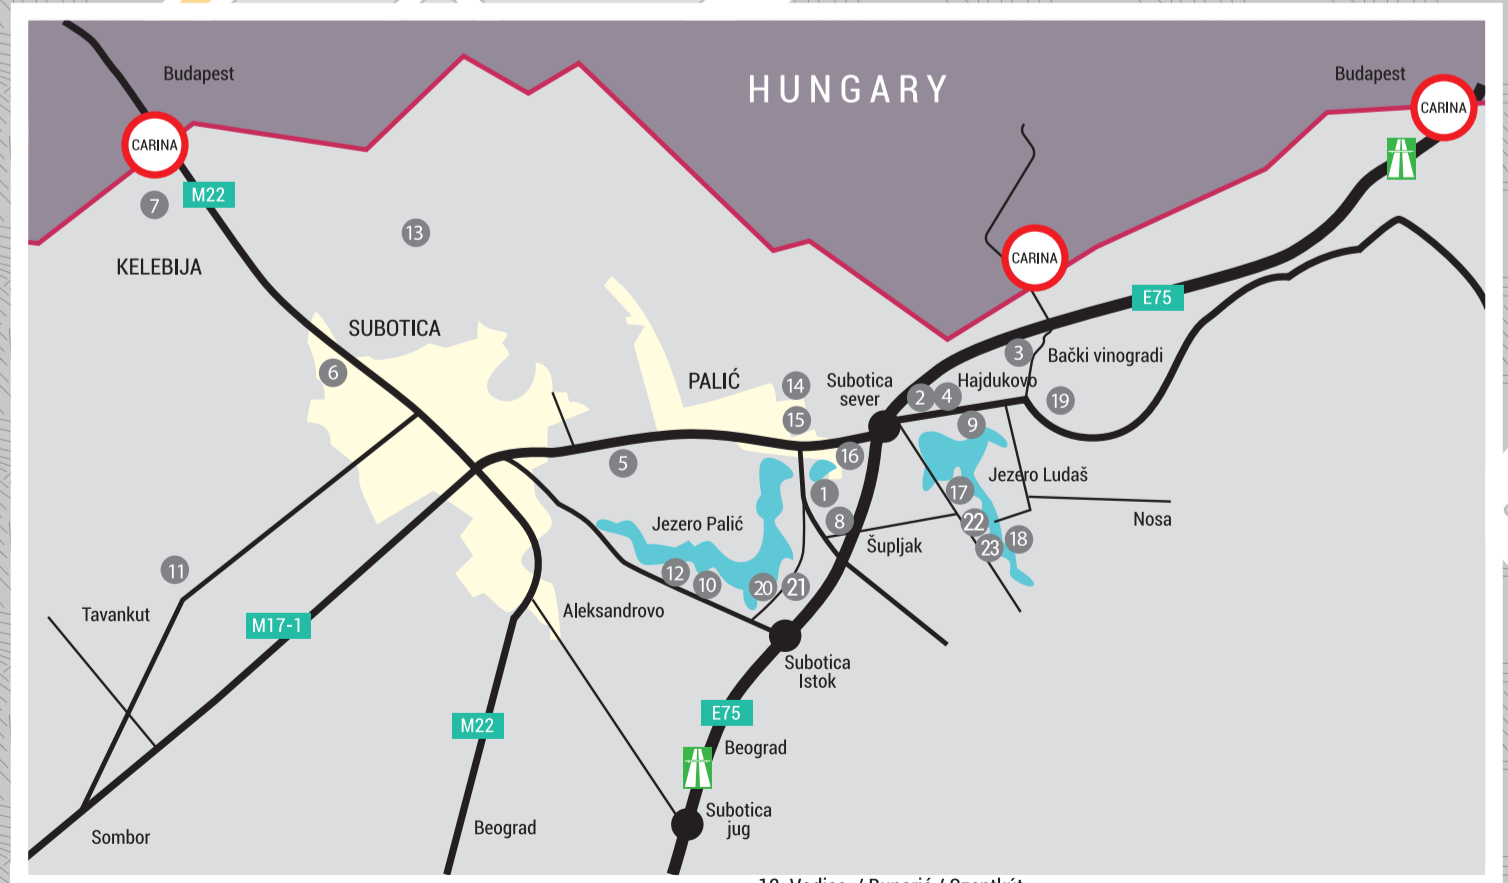 Budapest
HUNGARY
Budapest
CARINA
CARINA
M22
7
13
KELEBIJA
CARINA
E75
SUBOTICA
3
Bački vinogradi
6
PALIĆ
14
Subotica
sever
Hajdukovo
2
4
19
15
9
16
5
Jezero Ludaš
1
17
Jezero Palić
8
22
Nosa
Šupljak
23
18
11
12
10
20
21
Tavankut
Aleksandrovo
M17-1
Subotica
Istok
E75
M22
Beograd
Subotica
jug
Sombor
Beograd